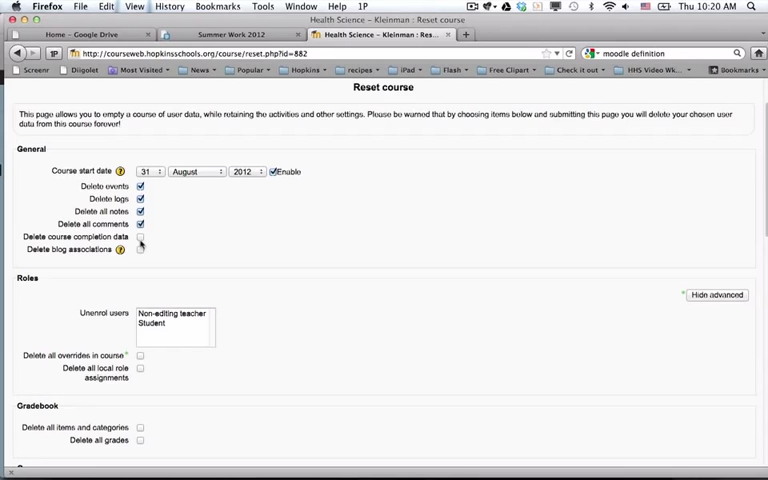 Firefox File Edit View History Bookmarks Tools Window Help 1P Thu 10:20 AM
Health Science - Kleinman : Reset course
Home - Google Drive Summer Work 2012 Health Science - Kleinman : Res...
1P http://courseweb.hopkinsschools.org/course/reset.php?id=882 moodle definition
Screenr Diigolet Most Visited News Popular Hopkins recipes iPad Flash Free Clipart Check it out HHS Video Wk... Bookmarks
Reset course
This page allows you to empty a course of user data, while retaining the activities and other settings. Please be warned that by choosing items below and submitting this page you will delete your chosen user
data from this course forever!
General
Course start date ? 31 August 2012 Enable
Delete events
Delete logs
Delete all notes
Delete all comments
Delete course completion data
Delete blog associations ?
Roles
* Hide advanced
Unenrol users Non-editing teacher
Student
Delete all overrides in course*
Delete all local role
assignments
Gradebook
Delete all items and categories
Delete all grades